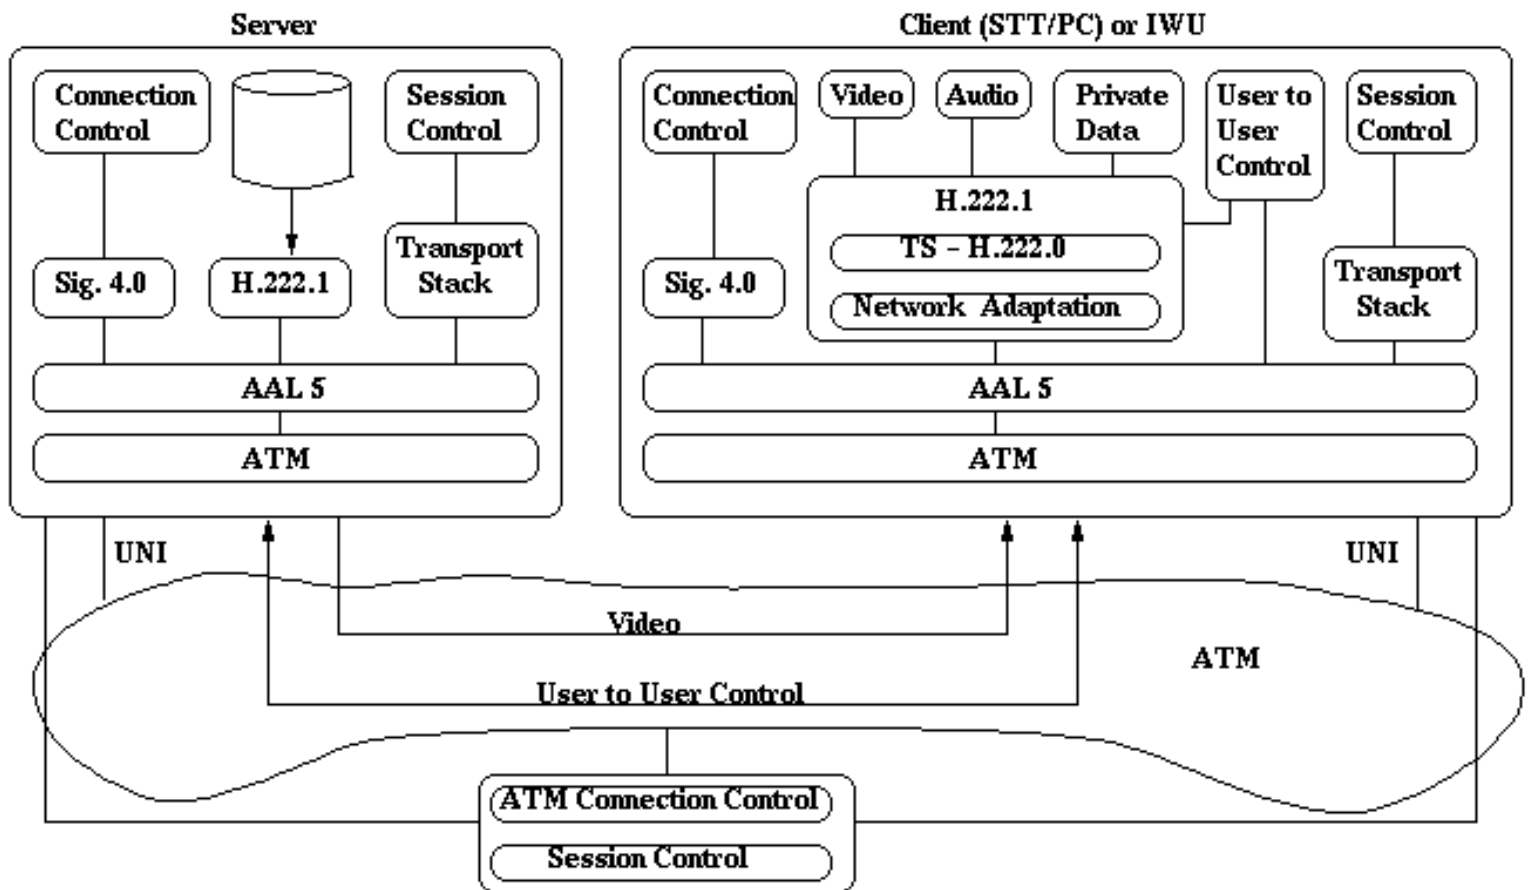 Server
Connection
Control
Session
Control
Sig. 4.0
H.222.1
Transport
Stack
AAL 5
ATM
Client (STT/PC) or IWU
Connection
Control
Video
Audio
Private
Data
User to
User
Control
Session
Control
H.222.1
TS – H.222.0
Network Adaptation
Sig. 4.0
Transport
Stack
AAL 5
ATM
UNI
UNI
Video
ATM
User to User Control
ATM Connection Control
Session Control